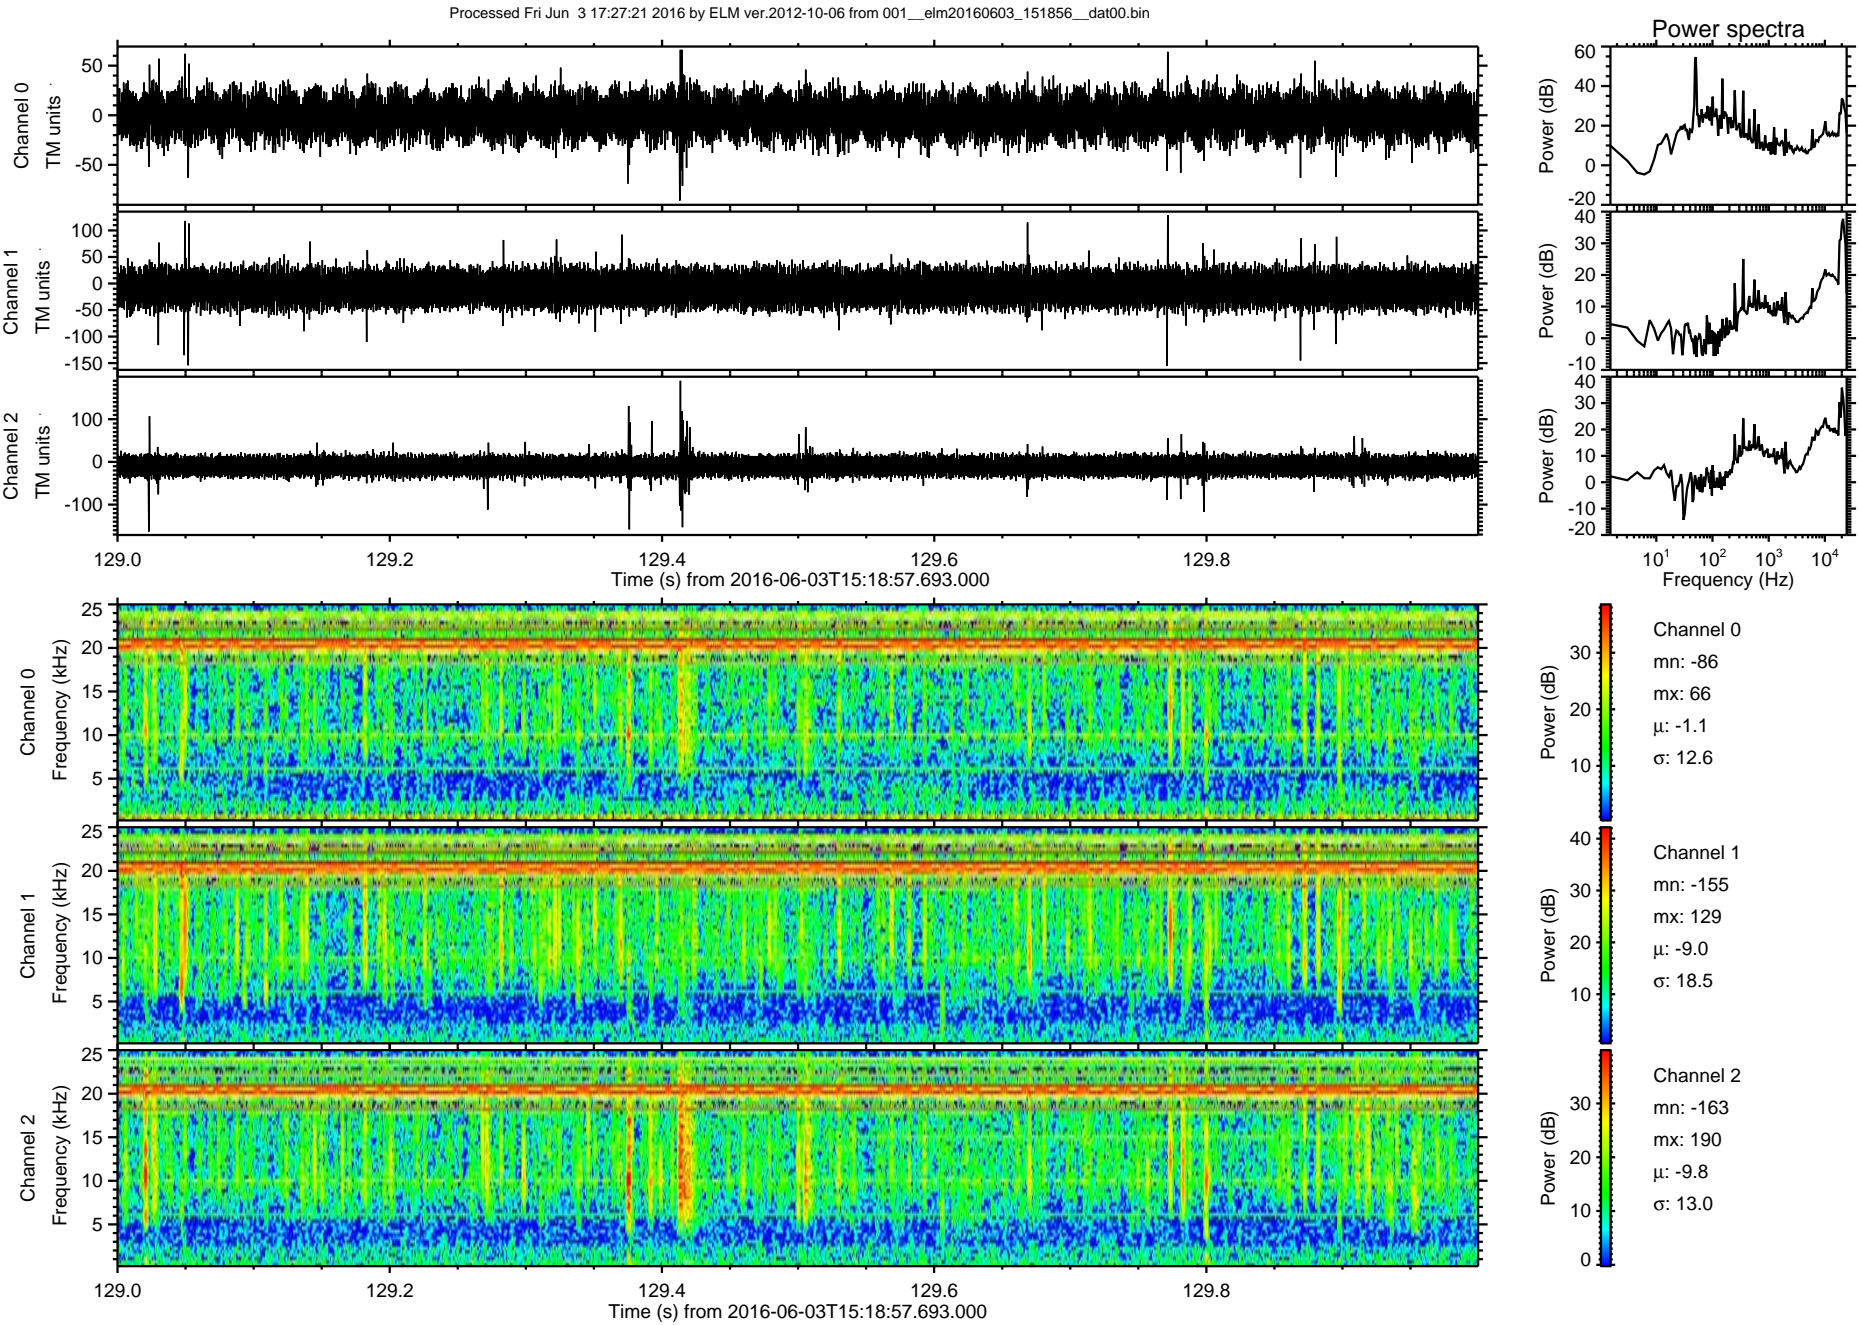 Processed Fri Jun  3 17:27:21 2016 by ELM ver.2012-10-06 from 001__elm20160603_151856__dat00.bin
Power spectra
Channel 0
TM units
50
0
-50
Power (dB)
60
40
20
0
-20
Channel 1
TM units
100
50
0
-50
-100
-150
Power (dB)
40
30
20
10
0
-10
Channel 2
TM units
100
0
-100
Power (dB)
40
30
20
10
0
-10
-20
129.0 129.2 129.4 129.6 129.8
Time (s) from 2016-06-03T15:18:57.693.000
10¹ 10² 10³ 10⁴
Frequency (Hz)
Channel 0
Frequency (kHz)
25
20
15
10
5
Power (dB)
30
20
10
Channel 0
mn: -86
mx: 66
μ: -1.1
σ: 12.6
Channel 1
Frequency (kHz)
25
20
15
10
5
Power (dB)
40
30
20
10
Channel 1
mn: -155
mx: 129
μ: -9.0
σ: 18.5
Channel 2
Frequency (kHz)
25
20
15
10
5
Power (dB)
30
20
10
0
Channel 2
mn: -163
mx: 190
μ: -9.8
σ: 13.0
129.0 129.2 129.4 129.6 129.8
Time (s) from 2016-06-03T15:18:57.693.000